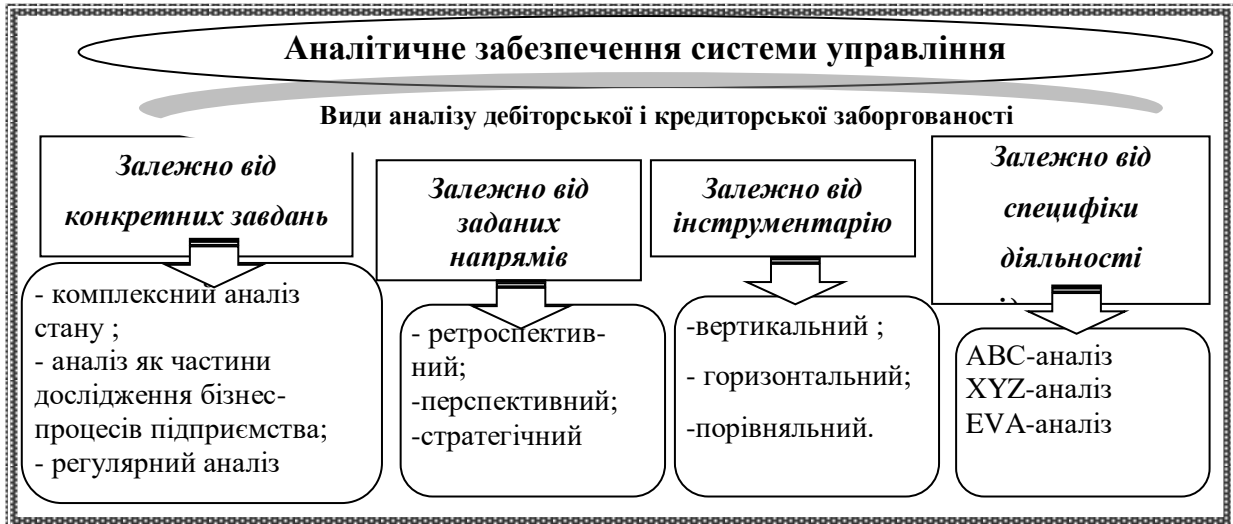 Аналітичне забезпечення системи управління
Види аналізу дебіторської і кредиторської заборгованості
Залежно від
конкретних завдань
- комплексний аналіз
стану ;
- аналіз як частини
дослідження бізнес-
процесів підприємства;
- регулярний аналіз
Залежно від
заданих
напрямів
- ретроспектив-
ний;
-перспективний;
-стратегічний
Залежно від
інструментарію
-вертикальний ;
- горизонтальний;
-порівняльний.
Залежно від
специфіки
діяльності
АВС-аналіз
XYZ-аналіз
EVA-аналіз